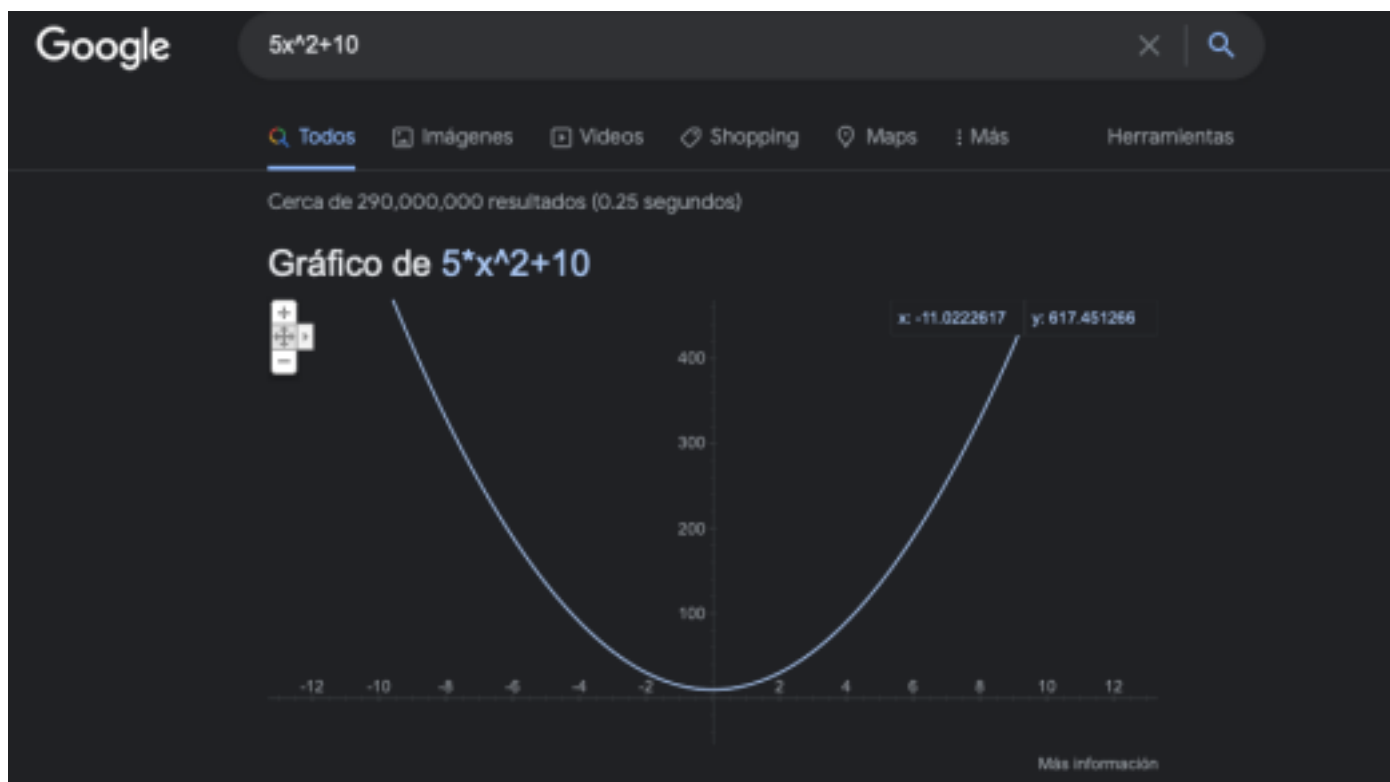 Google 5x^2+10
Todos Imágenes Videos Shopping Maps Más Herramientas
Cerca de 290,000,000 resultados (0.25 segundos)
Gráfico de 5*x^2+10
x: -11.0222617 y: 617.451266
400
300
200
100
-12 -10 -8 -6 -4 -2 2 4 6 8 10 12
Más información